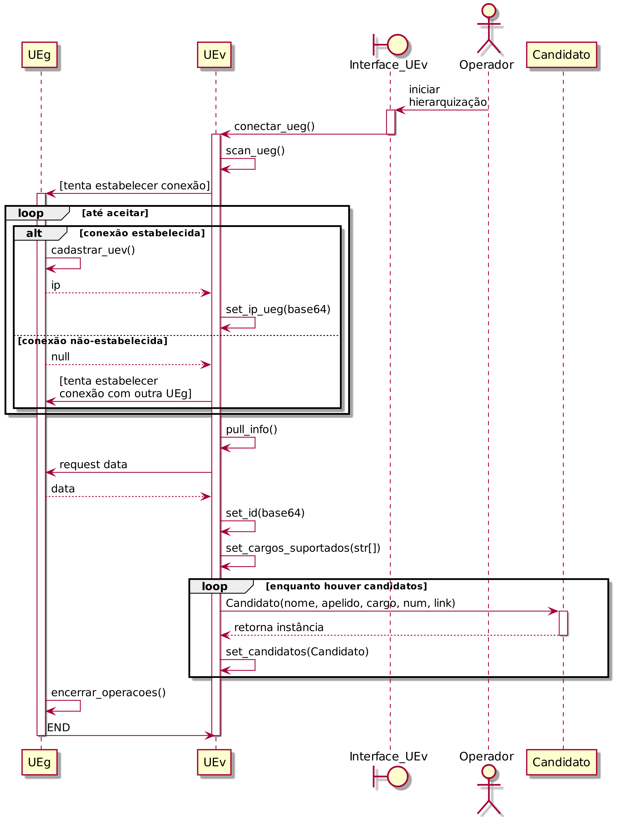 UEg
UEv
Interface_UEv
Operador
Candidato
iniciar
hierarquização
conectar_ueg()
scan_ueg()
[tenta estabelecer conexão]
loop [até aceitar]
alt [conexão estabelecida]
cadastrar_uev()
ip
set_ip_ueg(base64)
[conexão não-estabelecida]
null
[tenta estabelecer
conexão com outra UEg]
pull_info()
request data
data
set_id(base64)
set_cargos_suportados(str[])
loop [enquanto houver candidatos]
Candidato(nome, apelido, cargo, num, link)
retorna instância
set_candidatos(Candidato)
encerrar_operacoes()
END
UEg
UEv
Interface_UEv
Operador
Candidato